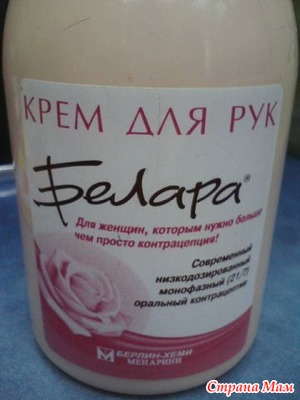 КРЕМ ДЛЯ РУК
Белара®
Для женщин, которым нужно больше
чем просто контрацепция!
Современный
низкодозированный
монофазный (21/7)
оральный контрацептив
БЕРЛИН-ХЕМИ
МЕНАРИНИ
Страна Мам